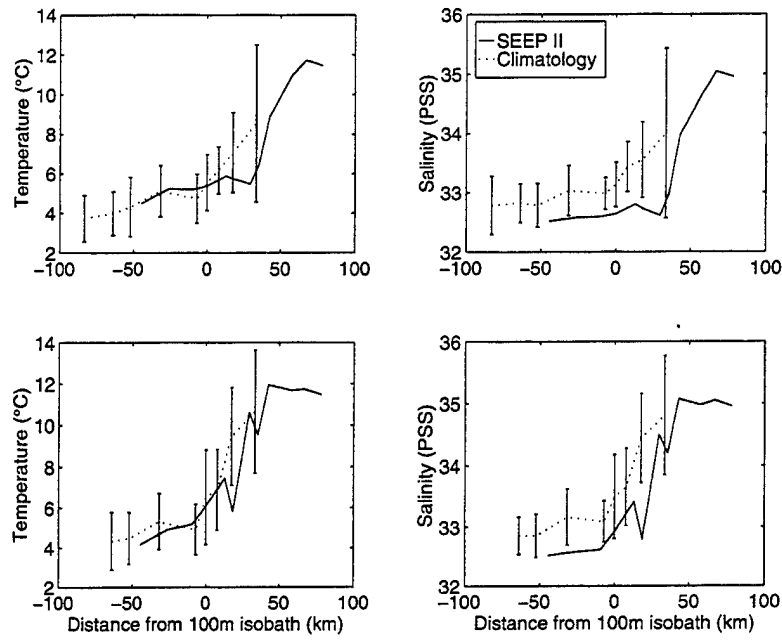 14
12
10
8
6
4
2
Temperature (°C)
−100 −50 0 50 100
36
35
34
33
32
Salinity (PSS)
SEEP II
Climatology
−100 −50 0 50 100
14
12
10
8
6
4
2
Temperature (°C)
−100 −50 0 50 100
Distance from 100m isobath (km)
36
35
34
33
32
Salinity (PSS)
−100 −50 0 50 100
Distance from 100m isobath (km)